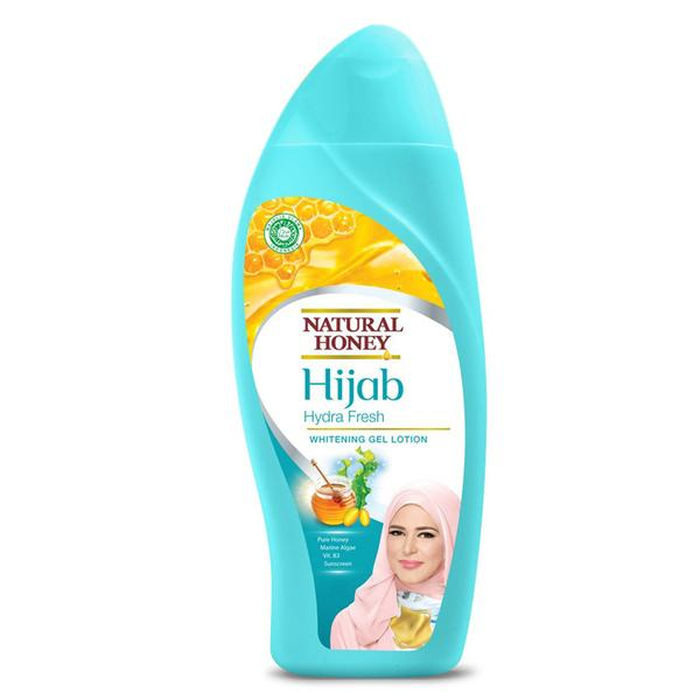 NATURAL
HONEY
Hijab
Hydra Fresh
WHITENING GEL LOTION
Pure Honey
Marine Algae
Vit. B3
Sunscreen